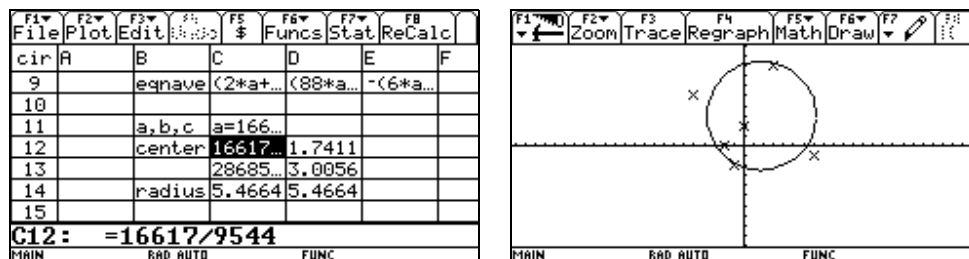 F1▾ F2▾ F3▾ F5 F6▾ F7▾ F8
File Plot Edit $ Funcs Stat ReCalc
cir A B C D E F
9 eqnave (2*a+… (88*a… -(6*a…
10
11 a,b,c a=166…
12 center 16617… 1.7411
13 28685… 3.0056
14 radius 5.4664 5.4664
15
C12: =16617/9544
MAIN RAD AUTO FUNC
F2▾ F3 F4 F5▾ F6▾ F7
Zoom Trace Regraph Math Draw
MAIN RAD AUTO FUNC